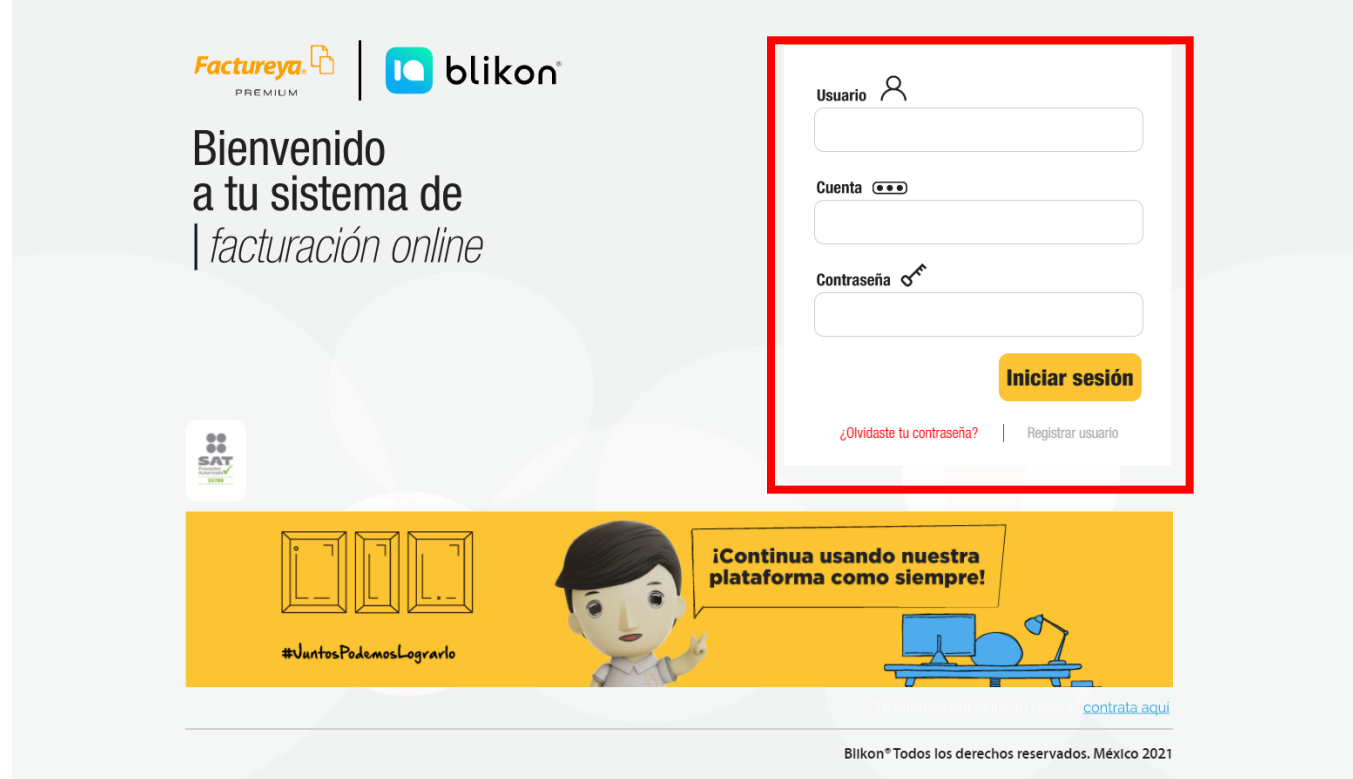 Factureya®
PREMIUM
blikon®
Bienvenido
a tu sistema de
facturación online
Usuario
Cuenta
Contraseña
Iniciar sesión
¿Olvidaste tu contraseña?
Registrar usuario
SAT
¡Continua usando nuestra
plataforma como siempre!
#JuntosPodemosLograrlo
contrata aquí
Blikon® Todos los derechos reservados. México 2021